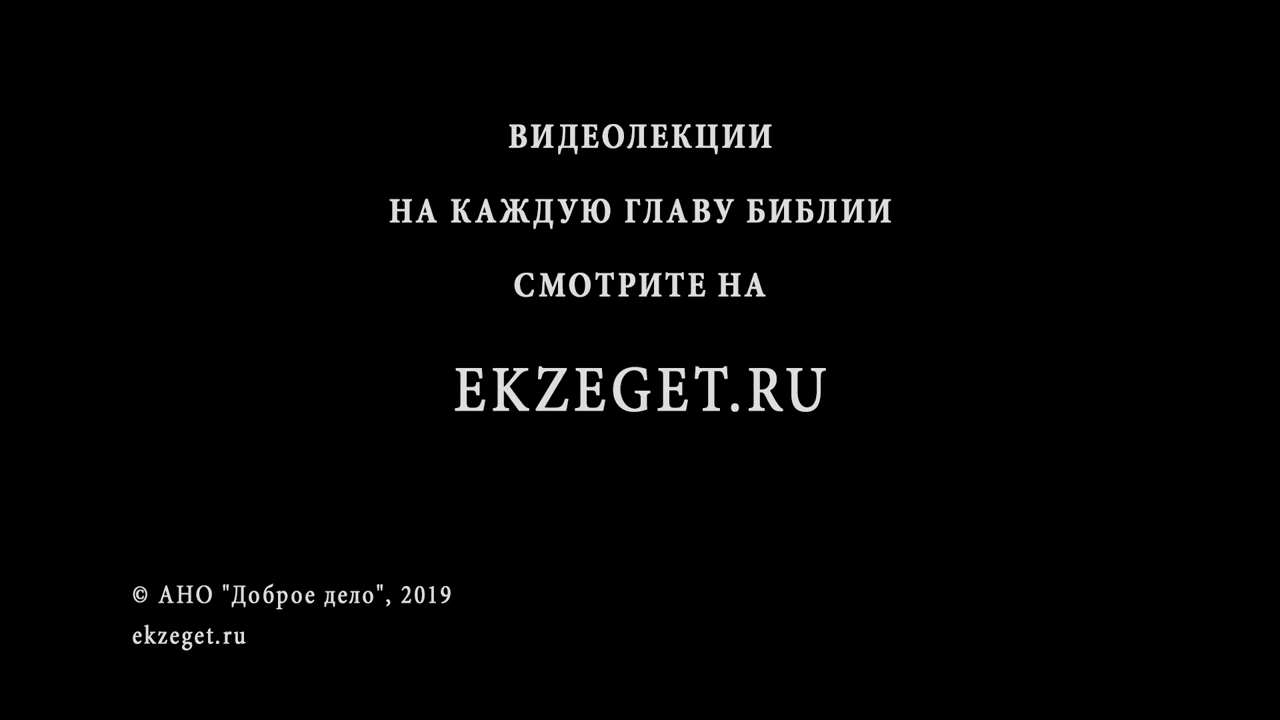 ВИДЕОЛЕКЦИИ
НА КАЖДУЮ ГЛАВУ БИБЛИИ
СМОТРИТЕ НА
EKZEGET.RU
© АНО "Доброе дело", 2019
ekzeget.ru